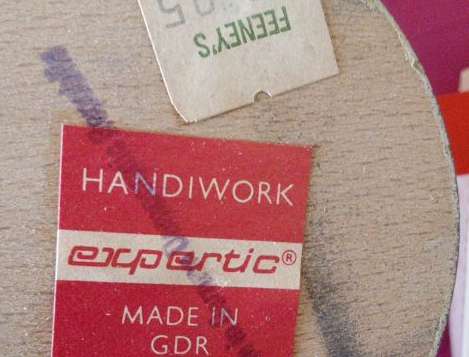 FEENEY'S
HANDIWORK
expertic®
MADE IN
GDR